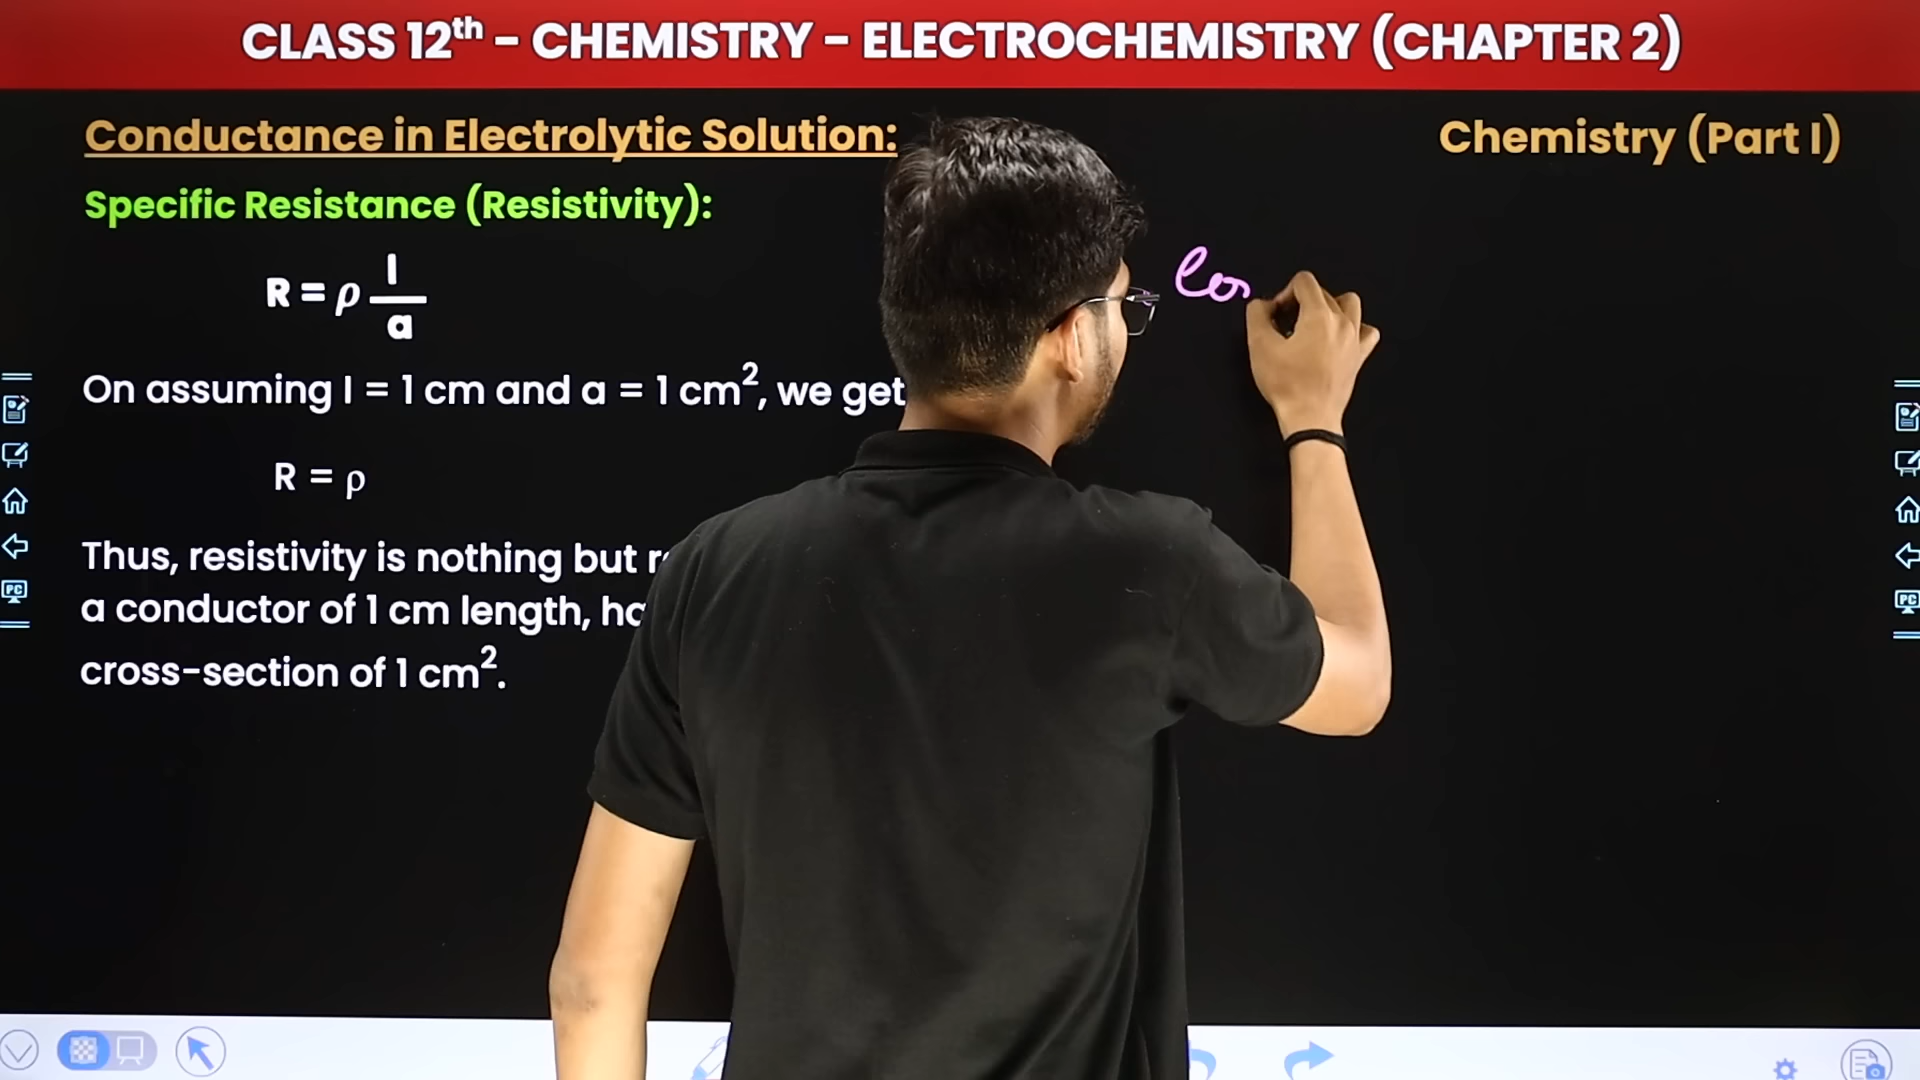 CLASS 12th - CHEMISTRY - ELECTROCHEMISTRY (CHAPTER 2)
Conductance in Electrolytic Solution:
Chemistry (Part I)
Specific Resistance (Resistivity):
R = ρ l/a
On assuming l = 1 cm and a = 1 cm², we get
R = ρ
Thus, resistivity is nothing but
a conductor of 1 cm length,
cross-section of 1 cm².
PC
PC